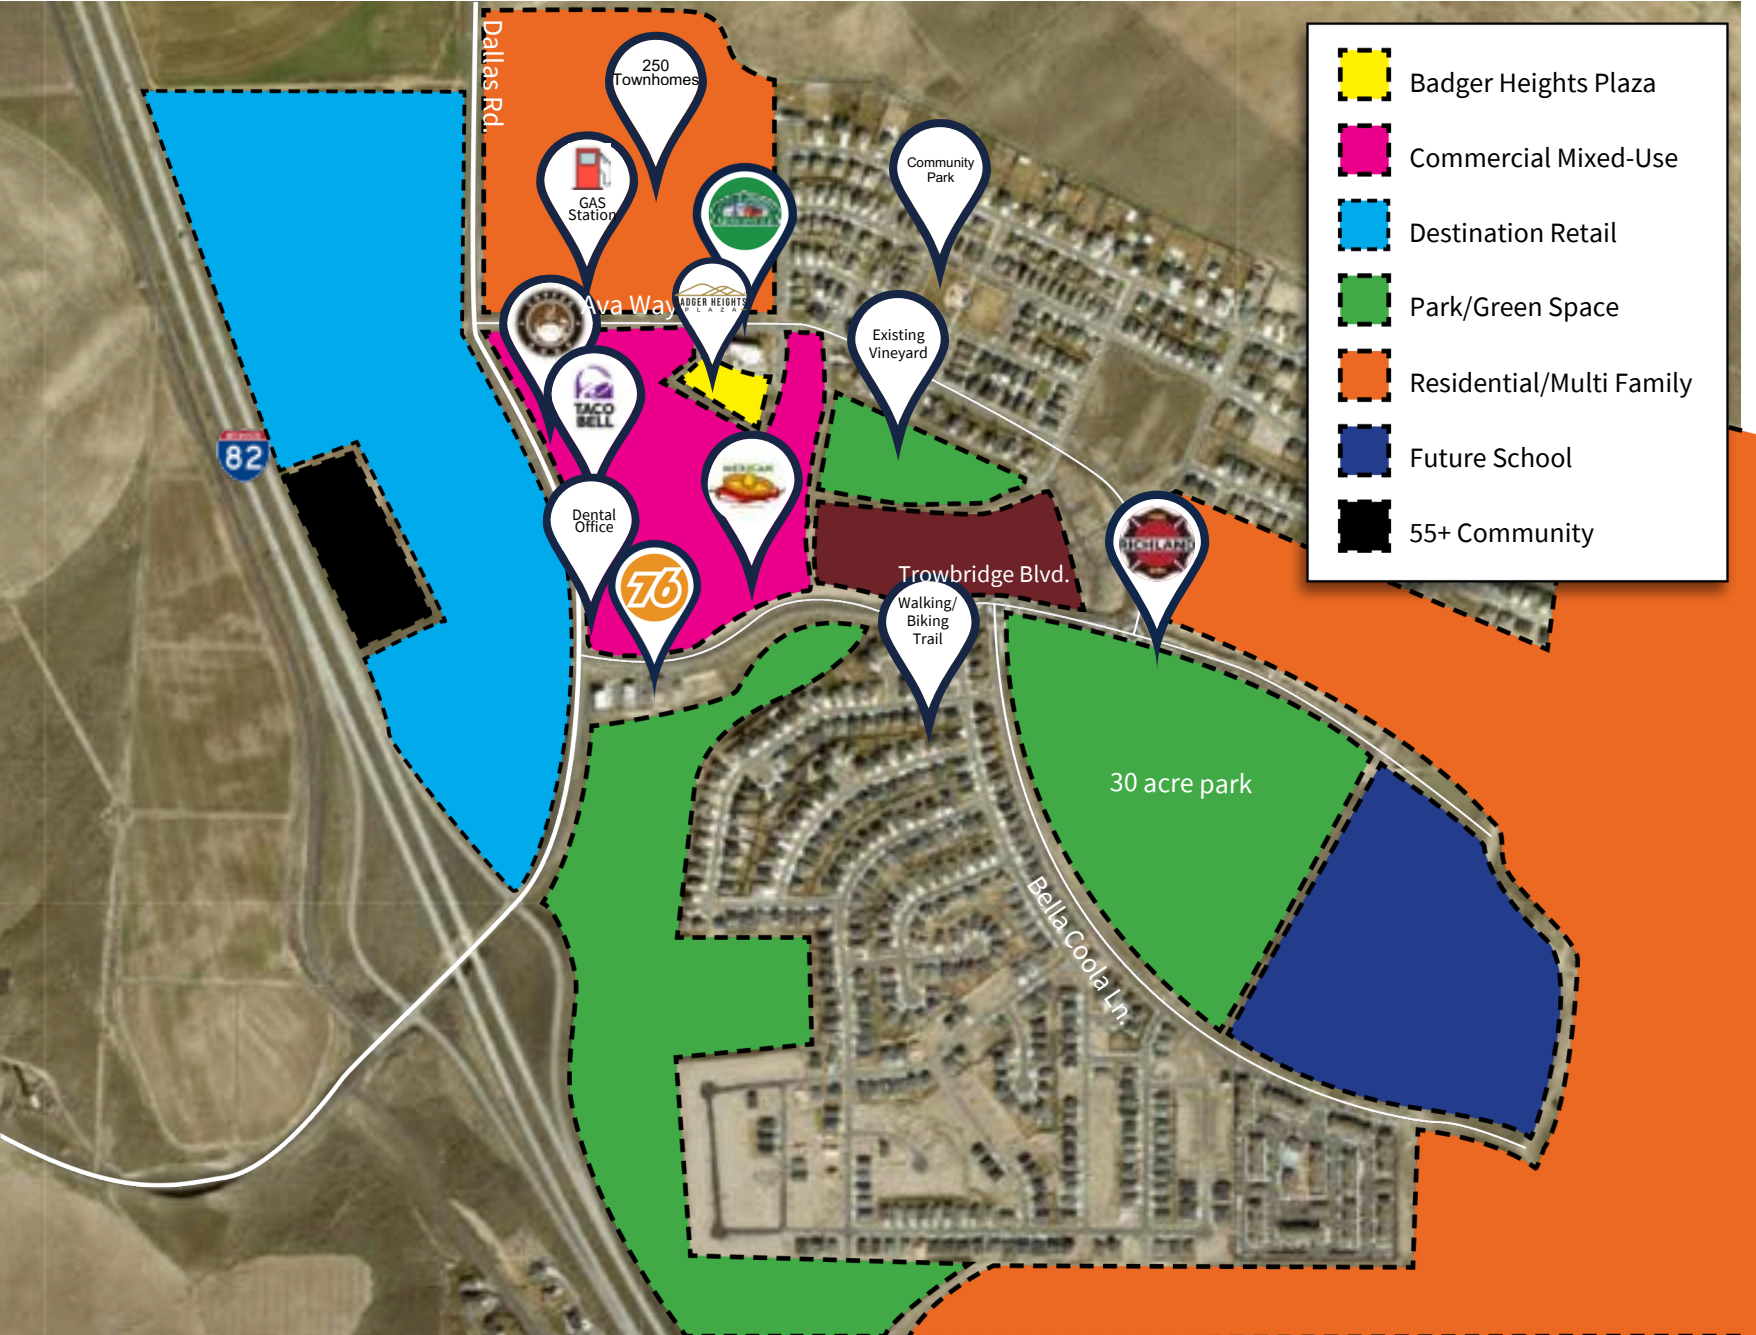 Dallas Rd.
250
Townhomes
GAS
Station
Community
Park
Ava Way
ADGER HEIGHTS
PLAZA
Existing
Vineyard
TACO
BELL
82
MEXICAN
Dental
Office
76
RICHLAND
Trowbridge Blvd.
Walking/
Biking
Trail
30 acre park
Bella Coola Ln.
Badger Heights Plaza
Commercial Mixed-Use
Destination Retail
Park/Green Space
Residential/Multi Family
Future School
55+ Community